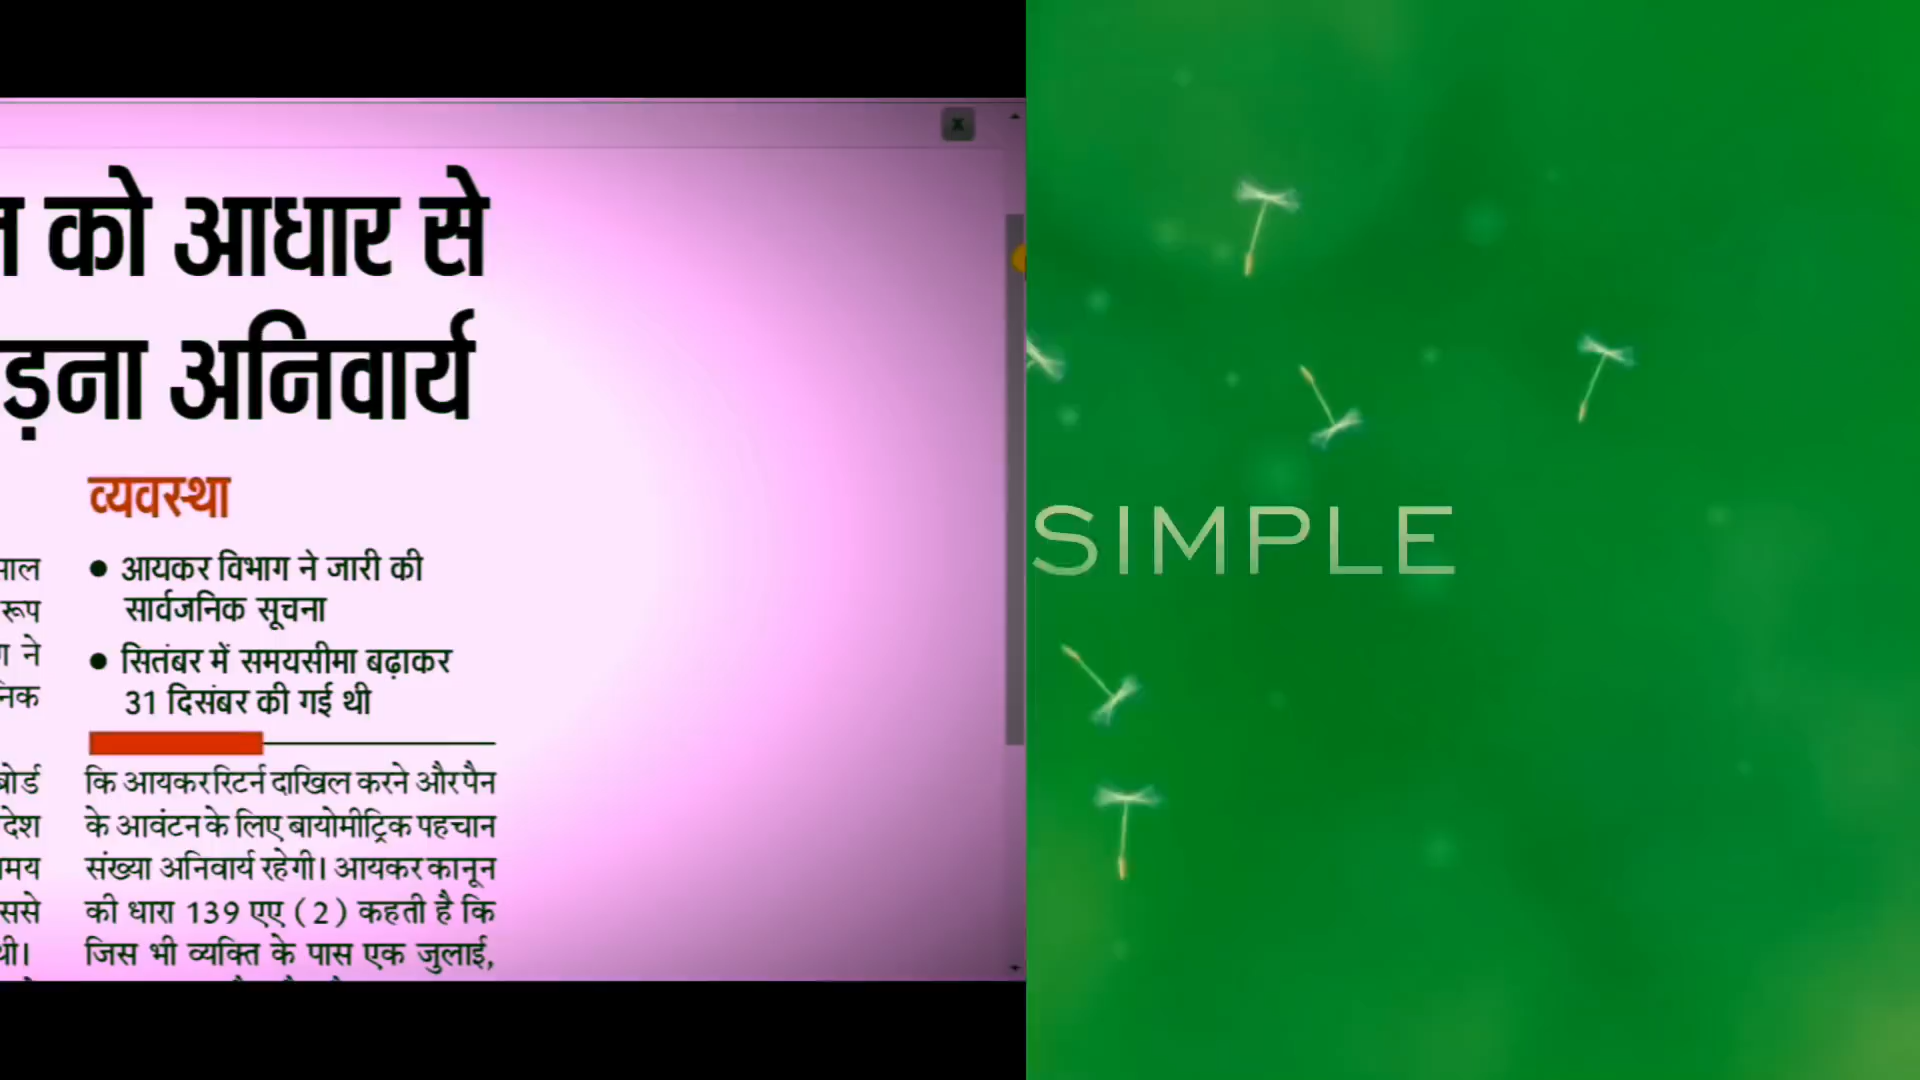 को आधार से
अनिवार्य
व्यवस्था
● आयकर विभाग ने जारी की
सार्वजनिक सूचना
● सितंबर में समयसीमा बढ़ाकर
31 दिसंबर की गई थी
रूप
ने
कि आयकर रिटर्न दाखिल करने और पैन
के आवंटन के लिए बायोमीट्रिक पहचान
संख्या अनिवार्य रहेगी। आयकर कानून
की धारा 139 एए (2) कहती है कि
जिस भी व्यक्ति के पास एक जुलाई,
SIMPLE